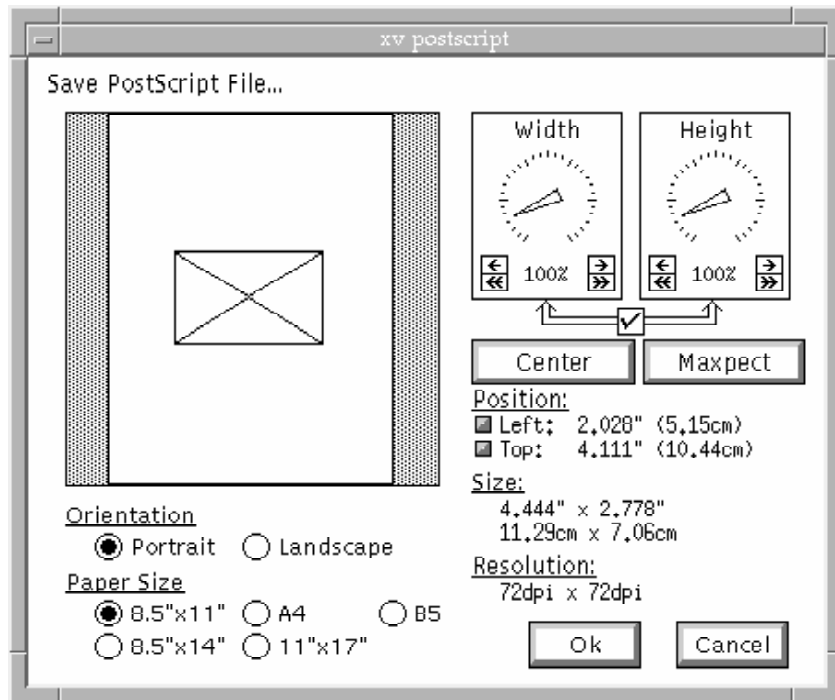 xv postscript
Save PostScript File...
Width
Height
100%
100%
Center
Maxpect
Position:
Left: 2.028" (5.15cm)
Top: 4.111" (10.44cm)
Size:
4.444" x 2.778"
11.29cm x 7.06cm
Resolution:
72dpi x 72dpi
Orientation
Portrait
Landscape
Paper Size
8.5"x11"
A4
B5
8.5"x14"
11"x17"
Ok
Cancel